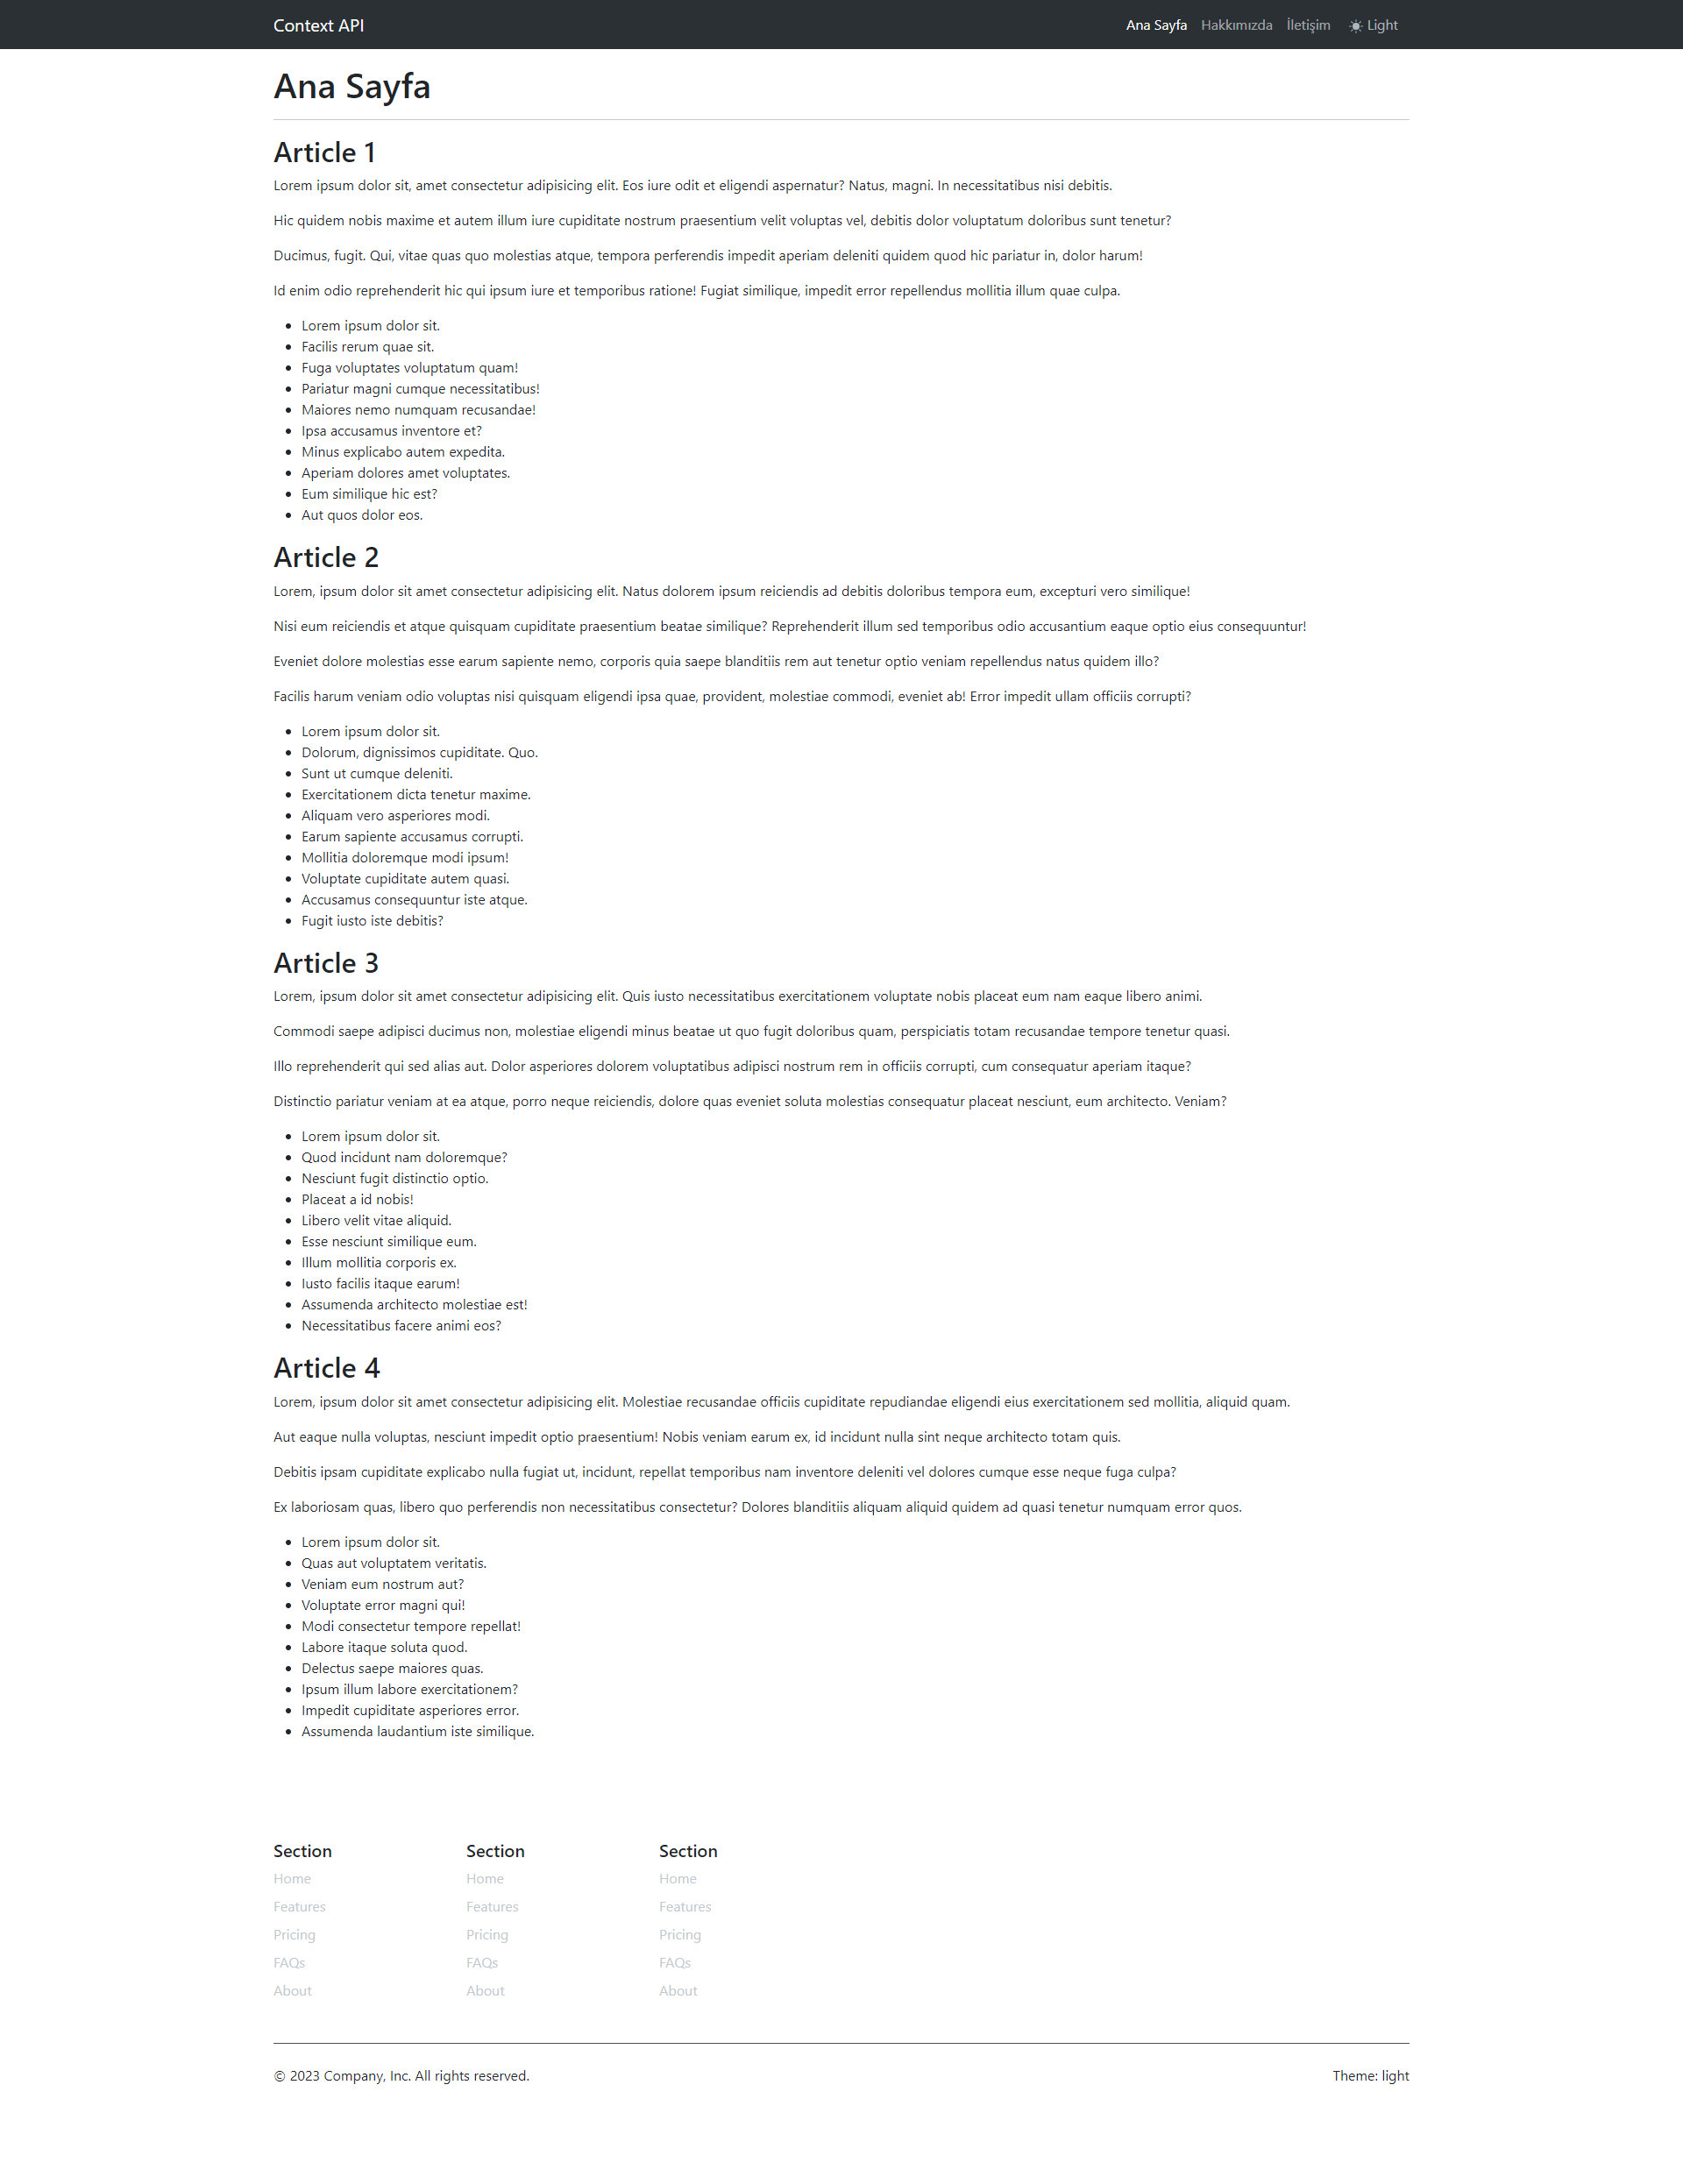 Context API
Ana Sayfa Hakkımızda İletişim Light
Ana Sayfa
Article 1
Lorem ipsum dolor sit, amet consectetur adipisicing elit. Eos iure odit et eligendi aspernatur? Natus, magni. In necessitatibus nisi debitis.
Hic quidem nobis maxime et autem illum iure cupiditate nostrum praesentium velit voluptas vel, debitis dolor voluptatum doloribus sunt tenetur?
Ducimus, fugit. Qui, vitae quas quo molestias atque, tempora perferendis impedit aperiam deleniti quidem quod hic pariatur in, dolor harum!
Id enim odio reprehenderit hic qui ipsum iure et temporibus ratione! Fugiat similique, impedit error repellendus mollitia illum quae culpa.
Lorem ipsum dolor sit.
Facilis rerum quae sit.
Fuga voluptates voluptatum quam!
Pariatur magni cumque necessitatibus!
Maiores nemo numquam recusandae!
Ipsa accusamus inventore et?
Minus explicabo autem expedita.
Aperiam dolores amet voluptates.
Eum similique hic est?
Aut quos dolor eos.
Article 2
Lorem, ipsum dolor sit amet consectetur adipisicing elit. Natus dolorem ipsum reiciendis ad debitis doloribus tempora eum, excepturi vero similique!
Nisi eum reiciendis et atque quisquam cupiditate praesentium beatae similique? Reprehenderit illum sed temporibus odio accusantium eaque optio eius consequuntur!
Eveniet dolore molestias esse earum sapiente nemo, corporis quia saepe blanditiis rem aut tenetur optio veniam repellendus natus quidem illo?
Facilis harum veniam odio voluptas nisi quisquam eligendi ipsa quae, provident, molestiae commodi, eveniet ab! Error impedit ullam officiis corrupti?
Lorem ipsum dolor sit.
Dolorum, dignissimos cupiditate. Quo.
Sunt ut cumque deleniti.
Exercitationem dicta tenetur maxime.
Aliquam vero asperiores modi.
Earum sapiente accusamus corrupti.
Mollitia doloremque modi ipsum!
Voluptate cupiditate autem quasi.
Accusamus consequuntur iste atque.
Fugit iusto iste debitis?
Article 3
Lorem, ipsum dolor sit amet consectetur adipisicing elit. Quis iusto necessitatibus exercitationem voluptate nobis placeat eum nam eaque libero animi.
Commodi saepe adipisci ducimus non, molestiae eligendi minus beatae ut quo fugit doloribus quam, perspiciatis totam recusandae tempore tenetur quasi.
Illo reprehenderit qui sed alias aut. Dolor asperiores dolorem voluptatibus adipisci nostrum rem in officiis corrupti, cum consequatur aperiam itaque?
Distinctio pariatur veniam at ea atque, porro neque reiciendis, dolore quas eveniet soluta molestias consequatur placeat nesciunt, eum architecto. Veniam?
Lorem ipsum dolor sit.
Quod incidunt nam doloremque?
Nesciunt fugit distinctio optio.
Placeat a id nobis!
Libero velit vitae aliquid.
Esse nesciunt similique eum.
Illum mollitia corporis ex.
Iusto facilis itaque earum!
Assumenda architecto molestiae est!
Necessitatibus facere animi eos?
Article 4
Lorem, ipsum dolor sit amet consectetur adipisicing elit. Molestiae recusandae officiis cupiditate repudiandae eligendi eius exercitationem sed mollitia, aliquid quam.
Aut eaque nulla voluptas, nesciunt impedit optio praesentium! Nobis veniam earum ex, id incidunt nulla sint neque architecto totam quis.
Debitis ipsam cupiditate explicabo nulla fugiat ut, incidunt, repellat temporibus nam inventore deleniti vel dolores cumque esse neque fuga culpa?
Ex laboriosam quas, libero quo perferendis non necessitatibus consectetur? Dolores blanditiis aliquam aliquid quidem ad quasi tenetur numquam error quos.
Lorem ipsum dolor sit.
Quas aut voluptatem veritatis.
Veniam eum nostrum aut?
Voluptate error magni qui!
Modi consectetur tempore repellat!
Labore itaque soluta quod.
Delectus saepe maiores quas.
Ipsum illum labore exercitationem?
Impedit cupiditate asperiores error.
Assumenda laudantium iste similique.
Section
Home
Features
Pricing
FAQs
About
Section
Home
Features
Pricing
FAQs
About
Section
Home
Features
Pricing
FAQs
About
© 2023 Company, Inc. All rights reserved.
Theme: light